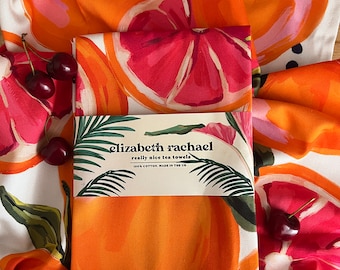 elizabeth rachael
really nice tea towels
100% COTTON. MADE IN THE UK